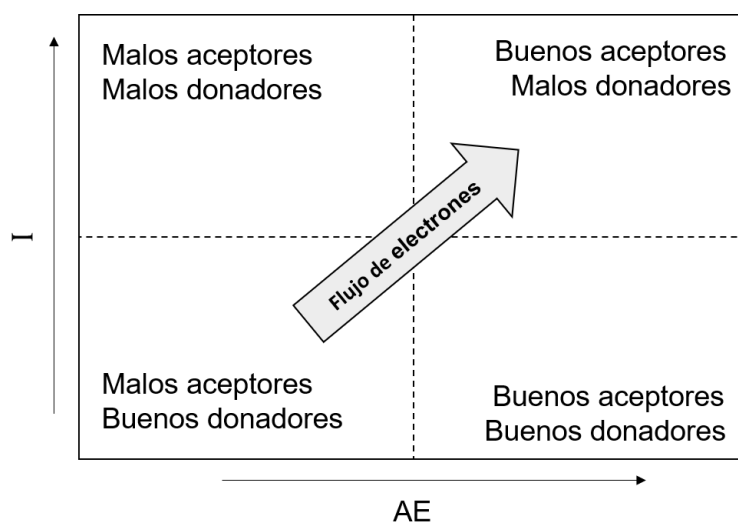 Malos aceptores
Malos donadores
Buenos aceptores
Malos donadores
I
Flujo de electrones
Malos aceptores
Buenos donadores
Buenos aceptores
Buenos donadores
AE